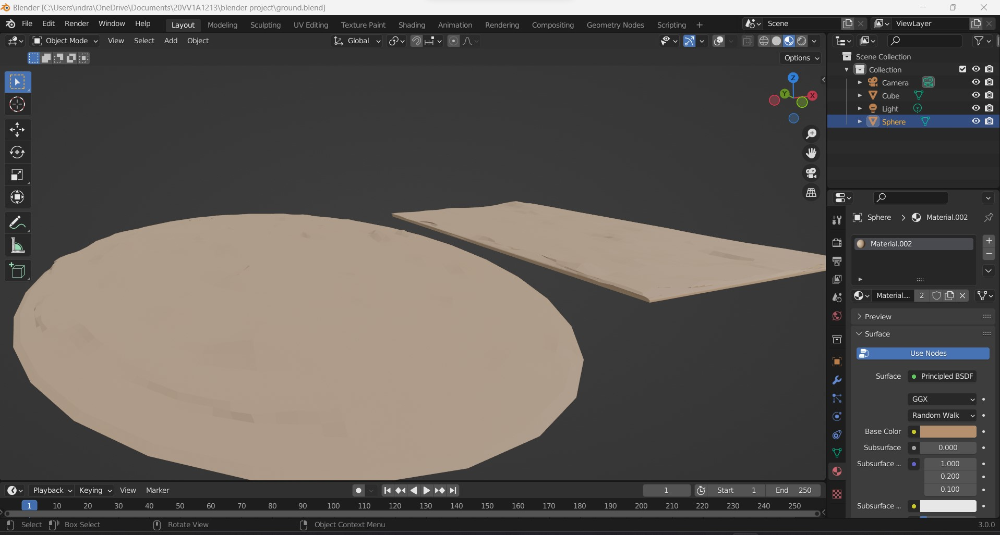 Blender [C:\Users\indra\OneDrive\Documents\20VV1A1213\blender project\ground.blend]
File Edit Render Window Help Layout Modeling Sculpting UV Editing Texture Paint Shading Animation Rendering Compositing Geometry Nodes Scripting + Scene ViewLayer
Object Mode View Select Add Object Global
Options
Scene Collection
Collection
Camera
Cube
Light
Sphere
Z
Y
X
Sphere > Material.002
Material.002
Material.... 2
Preview
Surface
Use Nodes
Surface Principled BSDF
GGX
Random Walk
Base Color
Subsurface 0.000
Subsurface ... 1.000
0.200
0.100
Subsurface ...
Playback Keying View Marker 1 Start 1 End 250
1 10 20 30 40 50 60 70 80 90 100 110 120 130 140 150 160 170 180 190 200 210 220 230 240 250
Select Box Select Rotate View Object Context Menu 3.0.0